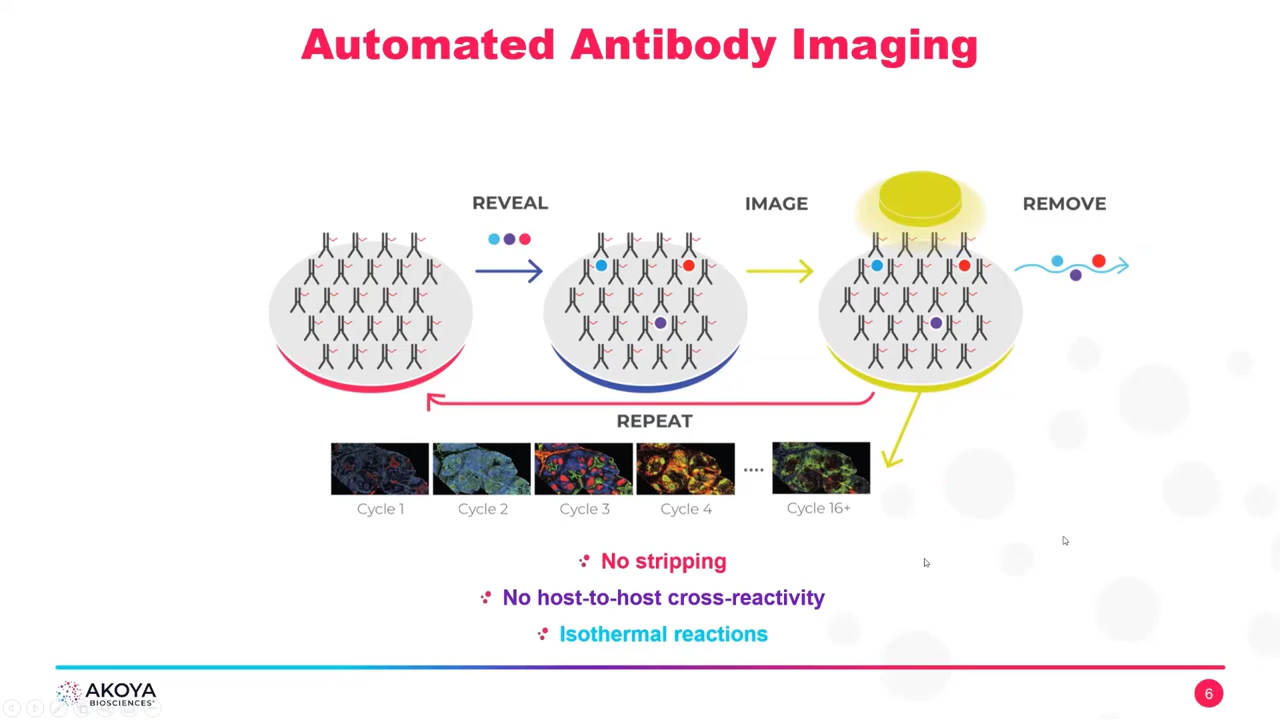 Automated Antibody Imaging
REVEAL
IMAGE
REMOVE
REPEAT
Cycle 1
Cycle 2
Cycle 3
Cycle 4
....
Cycle 16+
No stripping
No host-to-host cross-reactivity
Isothermal reactions
AKOYA
BIOSCIENCES®
6